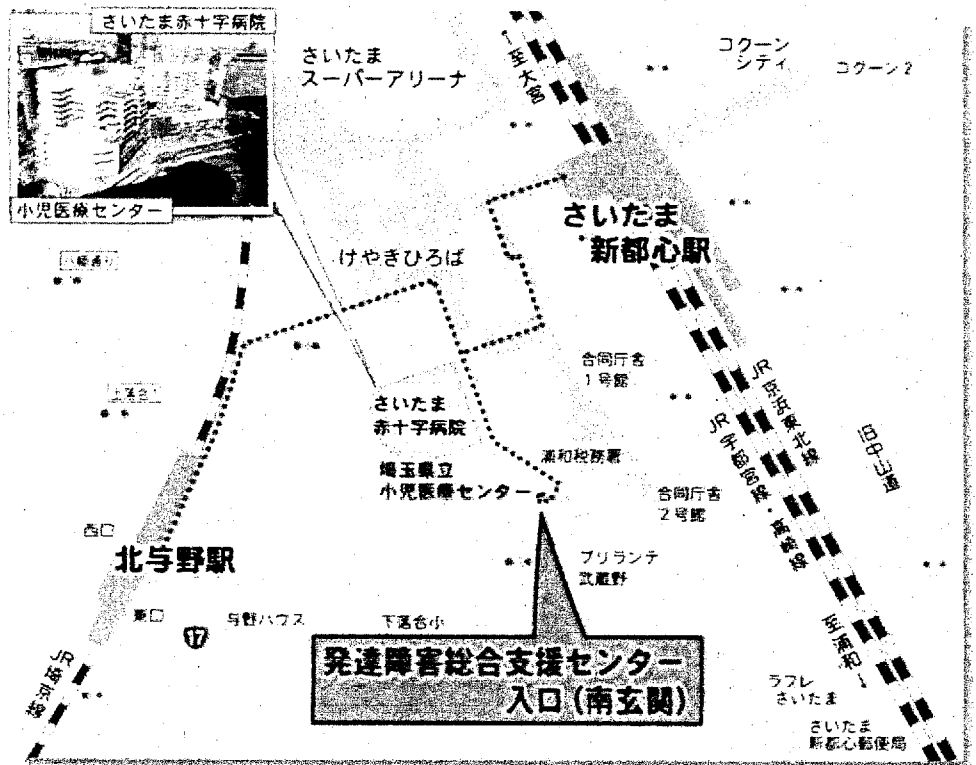 さいたま赤十字病院
小児医療センター
さいたま
スーパーアリーナ
↑至大宮
コクーン
シティ
コクーン2
さいたま
新都心駅
けやきひろば
八幡通り
上落合
合同庁舎
1号館
さいたま
赤十字病院
埼玉県立
小児医療センター
浦和税務署
合同庁舎
2号館
JR京浜東北線
JR宇都宮線・高崎線
旧中山道
西口
北与野駅
東口
17
与野ハウス
下落合小
ブリランテ
武蔵野
発達障害総合支援センター
入口(南玄関)
JR埼京線
至浦和↓
ラフレ
さいたま
さいたま
新都心郵便局